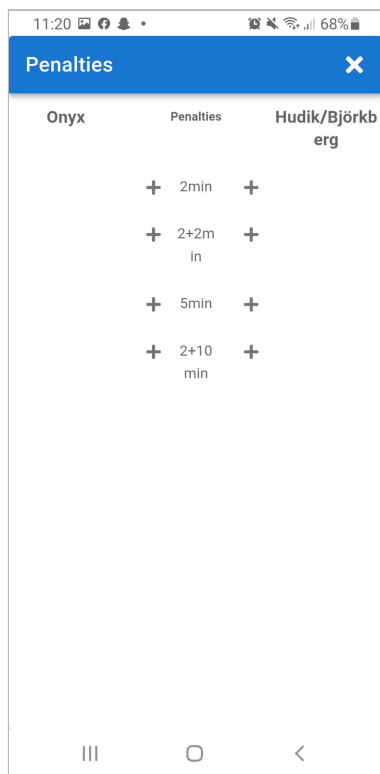 11:20 68%
Penalties
Onyx Penalties Hudik/Björkb
erg
2min
2+2m
in
5min
2+10
min